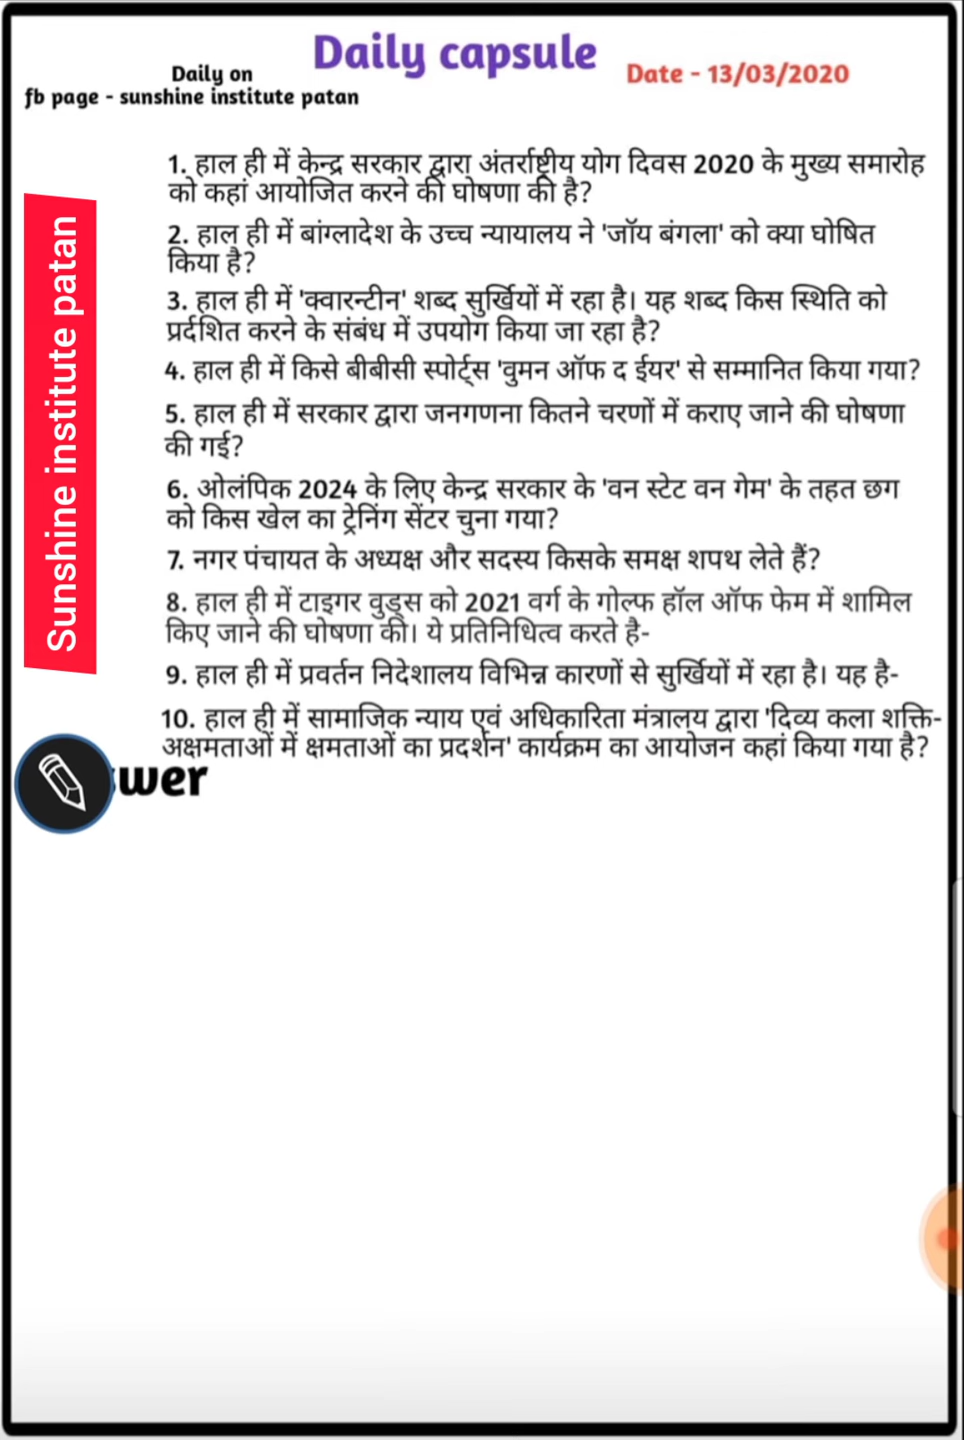 Daily capsule
Daily on
Date - 13/03/2020
fb page - sunshine institute patan
Sunshine institute patan
1. हाल ही में केन्द्र सरकार द्वारा अंतर्राष्ट्रीय योग दिवस 2020 के मुख्य समारोह
को कहां आयोजित करने की घोषणा की है?
2. हाल ही में बांग्लादेश के उच्च न्यायालय ने 'जॉय बंगला' को क्या घोषित
किया है?
3. हाल ही में 'क्वारन्टीन' शब्द सुर्खियों में रहा है। यह शब्द किस स्थिति को
प्रर्दशित करने के संबंध में उपयोग किया जा रहा है?
4. हाल ही में किसे बीबीसी स्पोर्ट्स 'वुमन ऑफ द ईयर' से सम्मानित किया गया?
5. हाल ही में सरकार द्वारा जनगणना कितने चरणों में कराए जाने की घोषणा
की गई?
6. ओलंपिक 2024 के लिए केन्द्र सरकार के 'वन स्टेट वन गेम' के तहत छग
को किस खेल का ट्रेनिंग सेंटर चुना गया?
7. नगर पंचायत के अध्यक्ष और सदस्य किसके समक्ष शपथ लेते हैं?
8. हाल ही में टाइगर वुड्स को 2021 वर्ग के गोल्फ हॉल ऑफ फेम में शामिल
किए जाने की घोषणा की। ये प्रतिनिधित्व करते है-
9. हाल ही में प्रवर्तन निदेशालय विभिन्न कारणों से सुर्खियों में रहा है। यह है-
10. हाल ही में सामाजिक न्याय एवं अधिकारिता मंत्रालय द्वारा 'दिव्य कला शक्ति-
अक्षमताओं में क्षमताओं का प्रदर्शन' कार्यक्रम का आयोजन कहां किया गया है?
wer